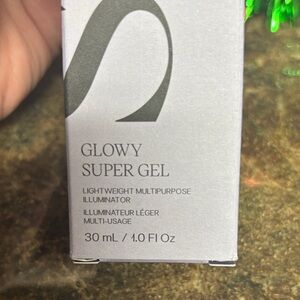 GLOWY
SUPER GEL
LIGHTWEIGHT MULTIPURPOSE
ILLUMINATOR
ILLUMINATEUR LÉGER
MULTI-USAGE
30 mL / 1.0 Fl Oz